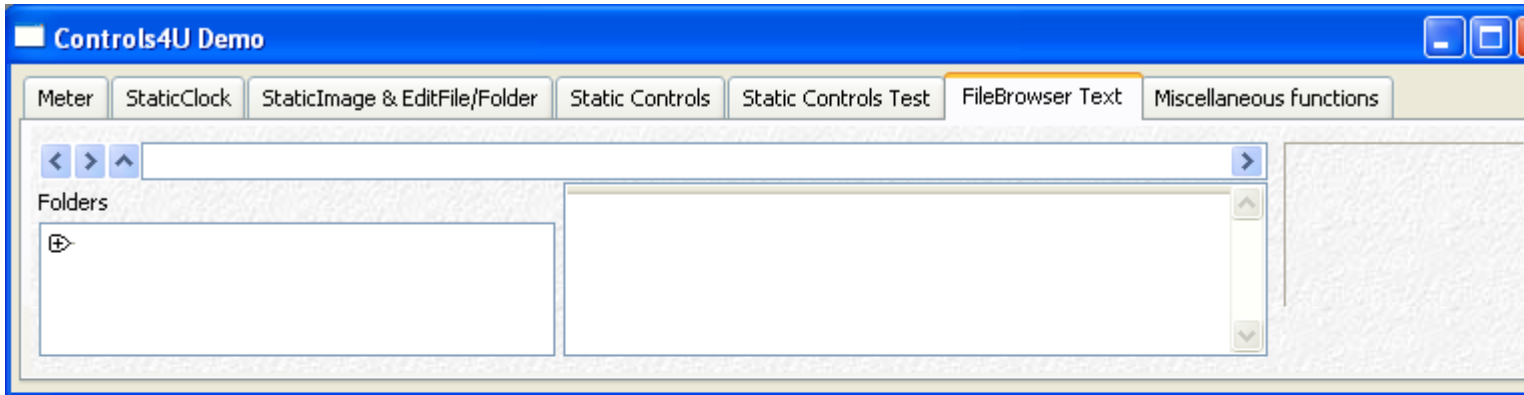 Controls4U Demo
Meter StaticClock StaticImage & EditFile/Folder Static Controls Static Controls Test FileBrowser Text Miscellaneous functions
Folders